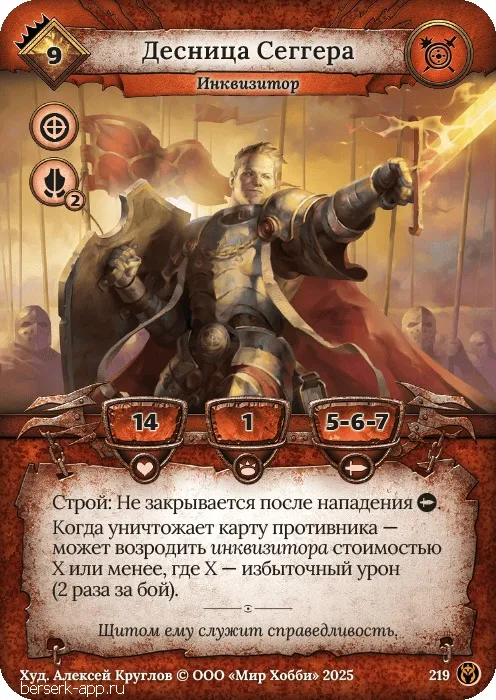 9
Десница Сеггера
Инквизитор
2
14
1
5-6-7
Строй: Не закрывается после нападения.
Когда уничтожает карту противника —
может возродить инквизитора стоимостью
X или менее, где X — избыточный урон
(2 раза за бой).
Щитом ему служит справедливость.
Худ. Алексей Круглов © ООО «Мир Хобби» 2025
219
berserk-app.ru